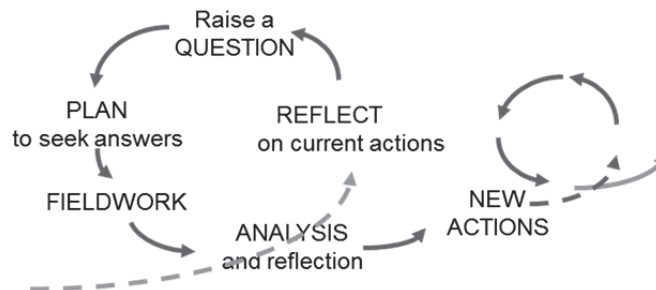 Raise a
QUESTION
PLAN
to seek answers
REFLECT
on current actions
FIELDWORK
ANALYSIS
and reflection
NEW
ACTIONS